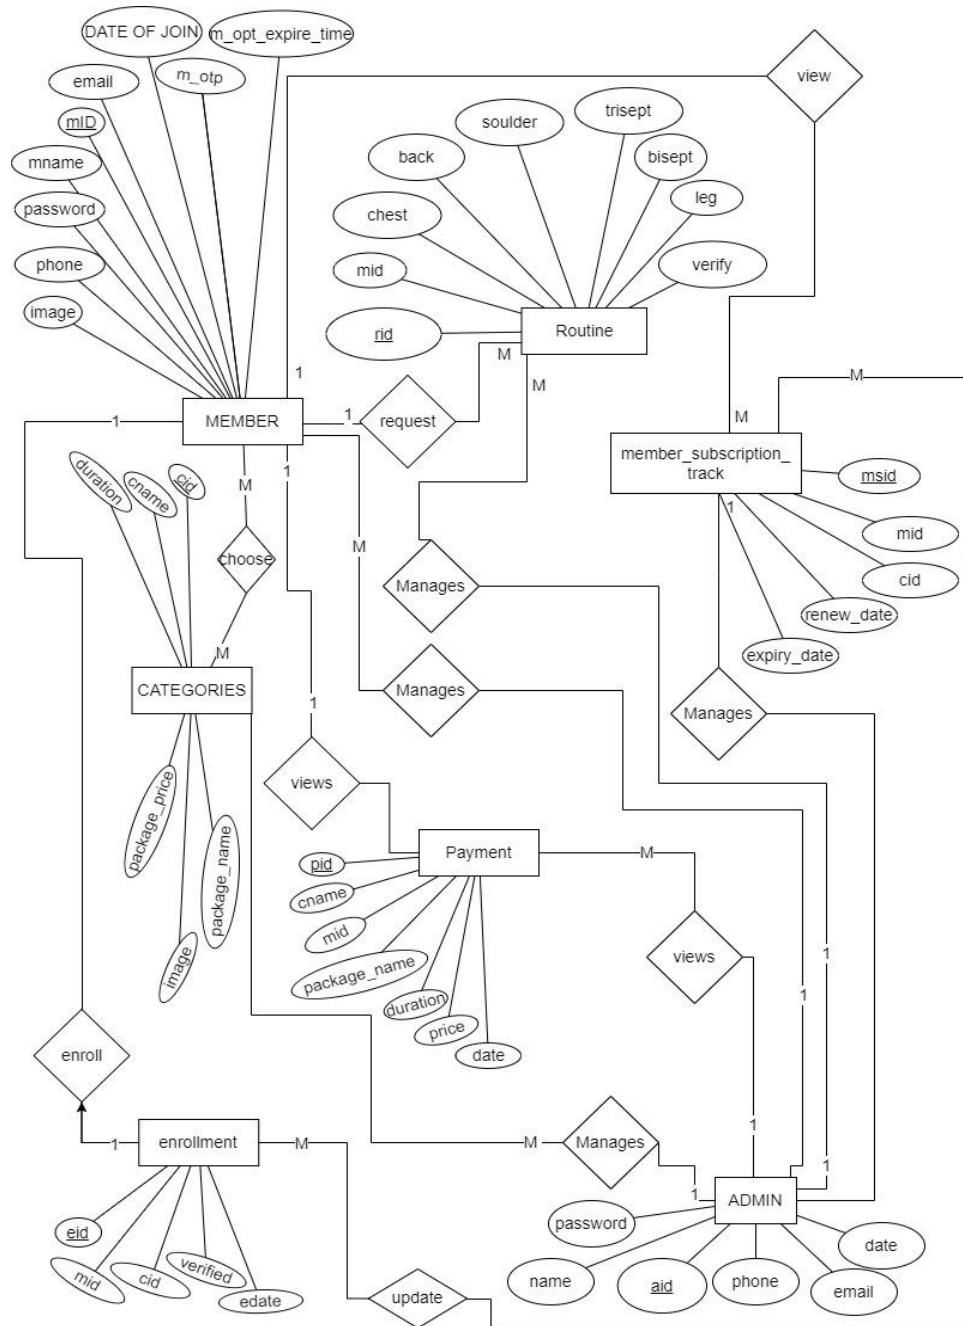 DATE OF JOIN
m_opt_expire_time
email
m_otp
view
mID
mname
password
phone
image
soulder
trisept
back
bisept
leg
chest
verify
mid
rid
Routine
M
M
1
MEMBER
1
1
request
M
M
1
member_subscription_
track
msid
mid
cid
renew_date
expiry_date
1
duration
cname
cid
M
choose
M
M
Manages
CATEGORIES
Manages
Manages
1
views
package_price
package_name
image
Payment
M
pid
cname
mid
package_name
duration
price
date
views
1
1
1
enroll
1
enrollment
M
M
Manages
1
1
ADMIN
eid
mid
cid
verified
edate
update
password
name
aid
phone
email
date